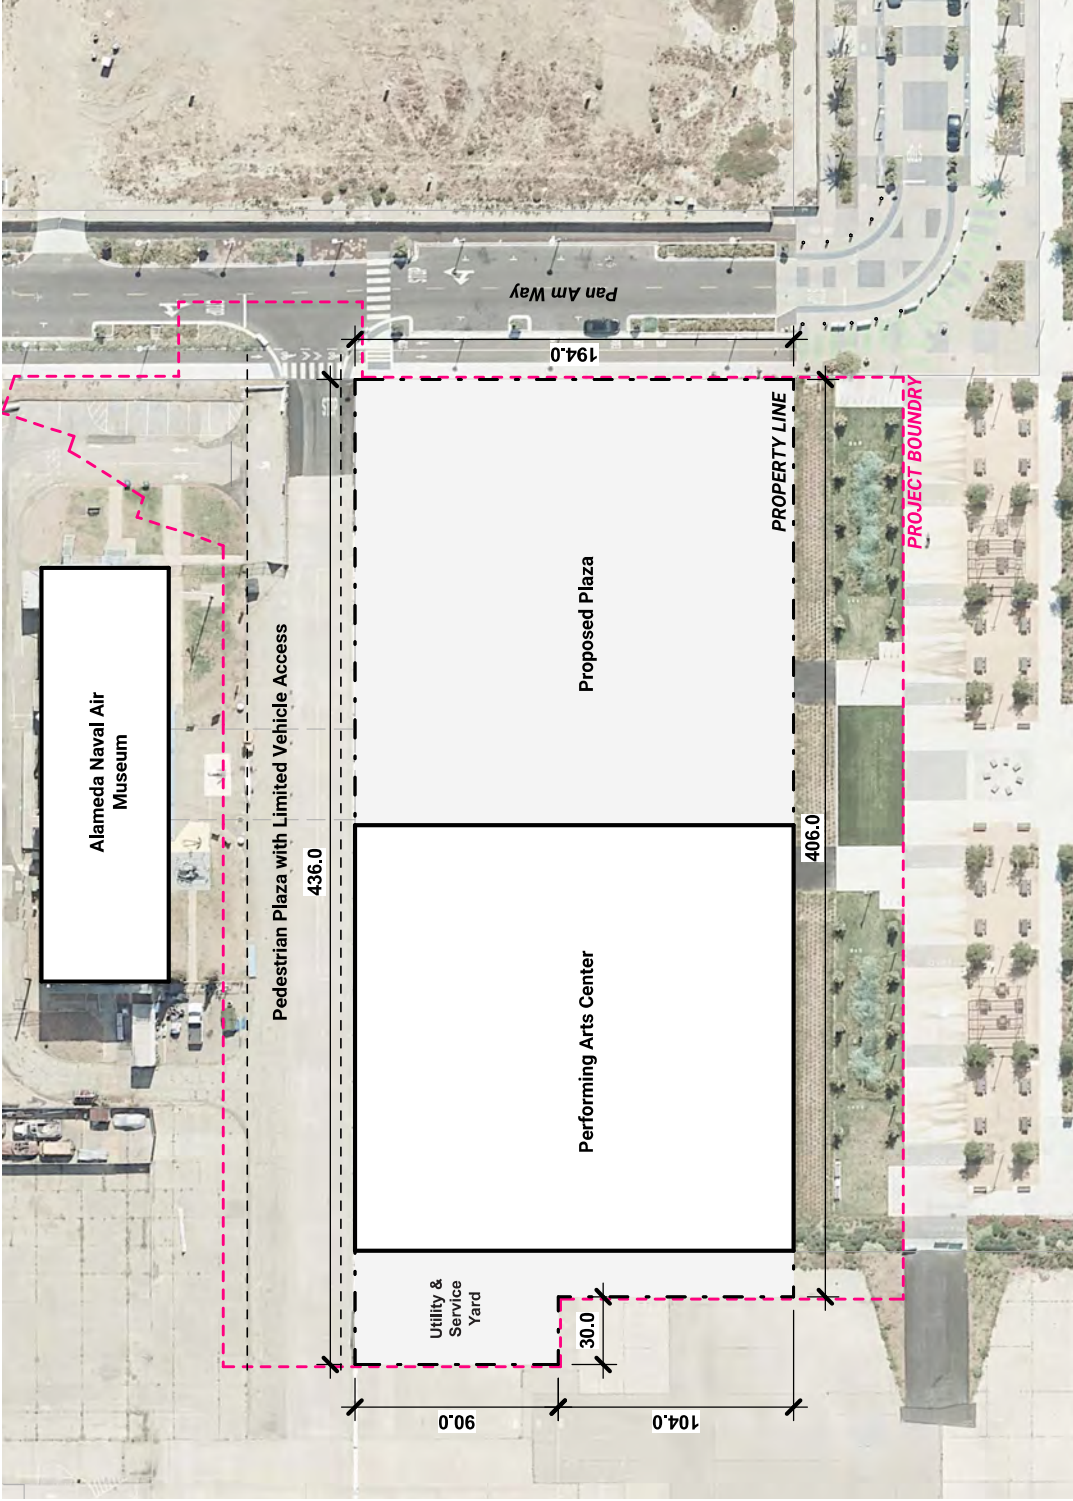 Pan Am Way
194.0
PROPERTY LINE
PROJECT BOUNDRY
Proposed Plaza
Alameda Naval Air
Museum
Pedestrian Plaza with Limited Vehicle Access
436.0
406.0
Performing Arts Center
Utility &
Service
Yard
30.0
90.0
104.0